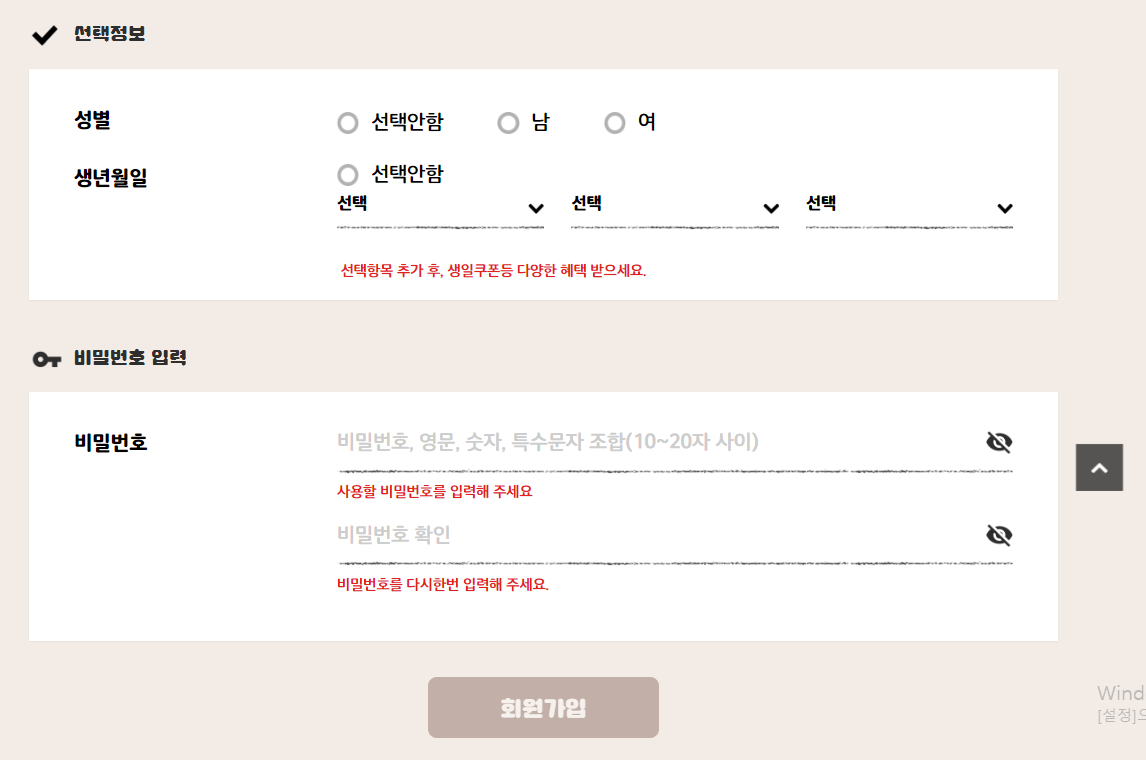 선택정보
성별
선택안함 남 여
생년월일
선택안함
선택 선택 선택
선택항목 추가 후, 생일쿠폰등 다양한 혜택 받으세요.
비밀번호 입력
비밀번호
비밀번호, 영문, 숫자, 특수문자 조합(10~20자 사이)
사용할 비밀번호를 입력해 주세요
비밀번호 확인
비밀번호를 다시한번 입력해 주세요.
회원가입
Wind
[설정]으